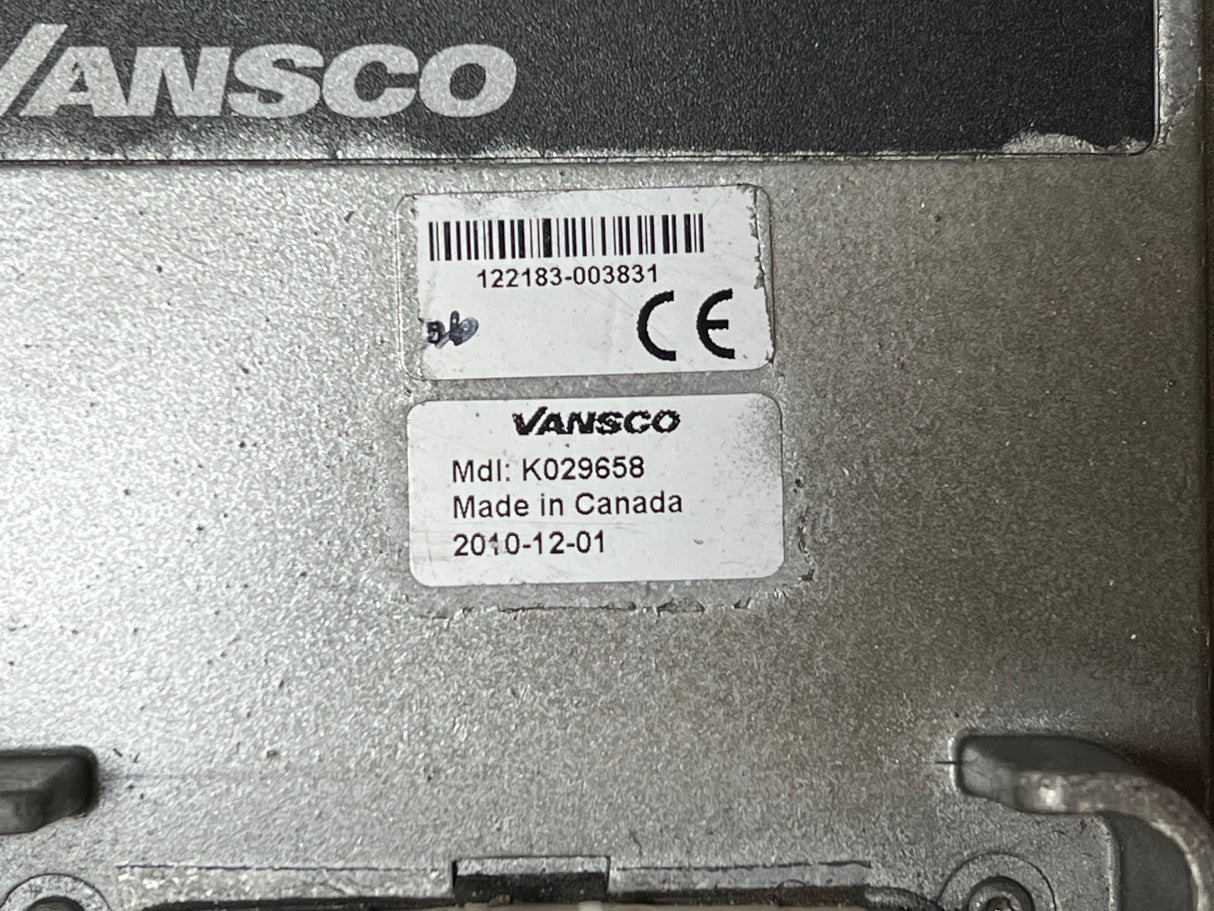 VANSCO
122183-003831
CE
VANSCO
Mdl: K029658
Made in Canada
2010-12-01